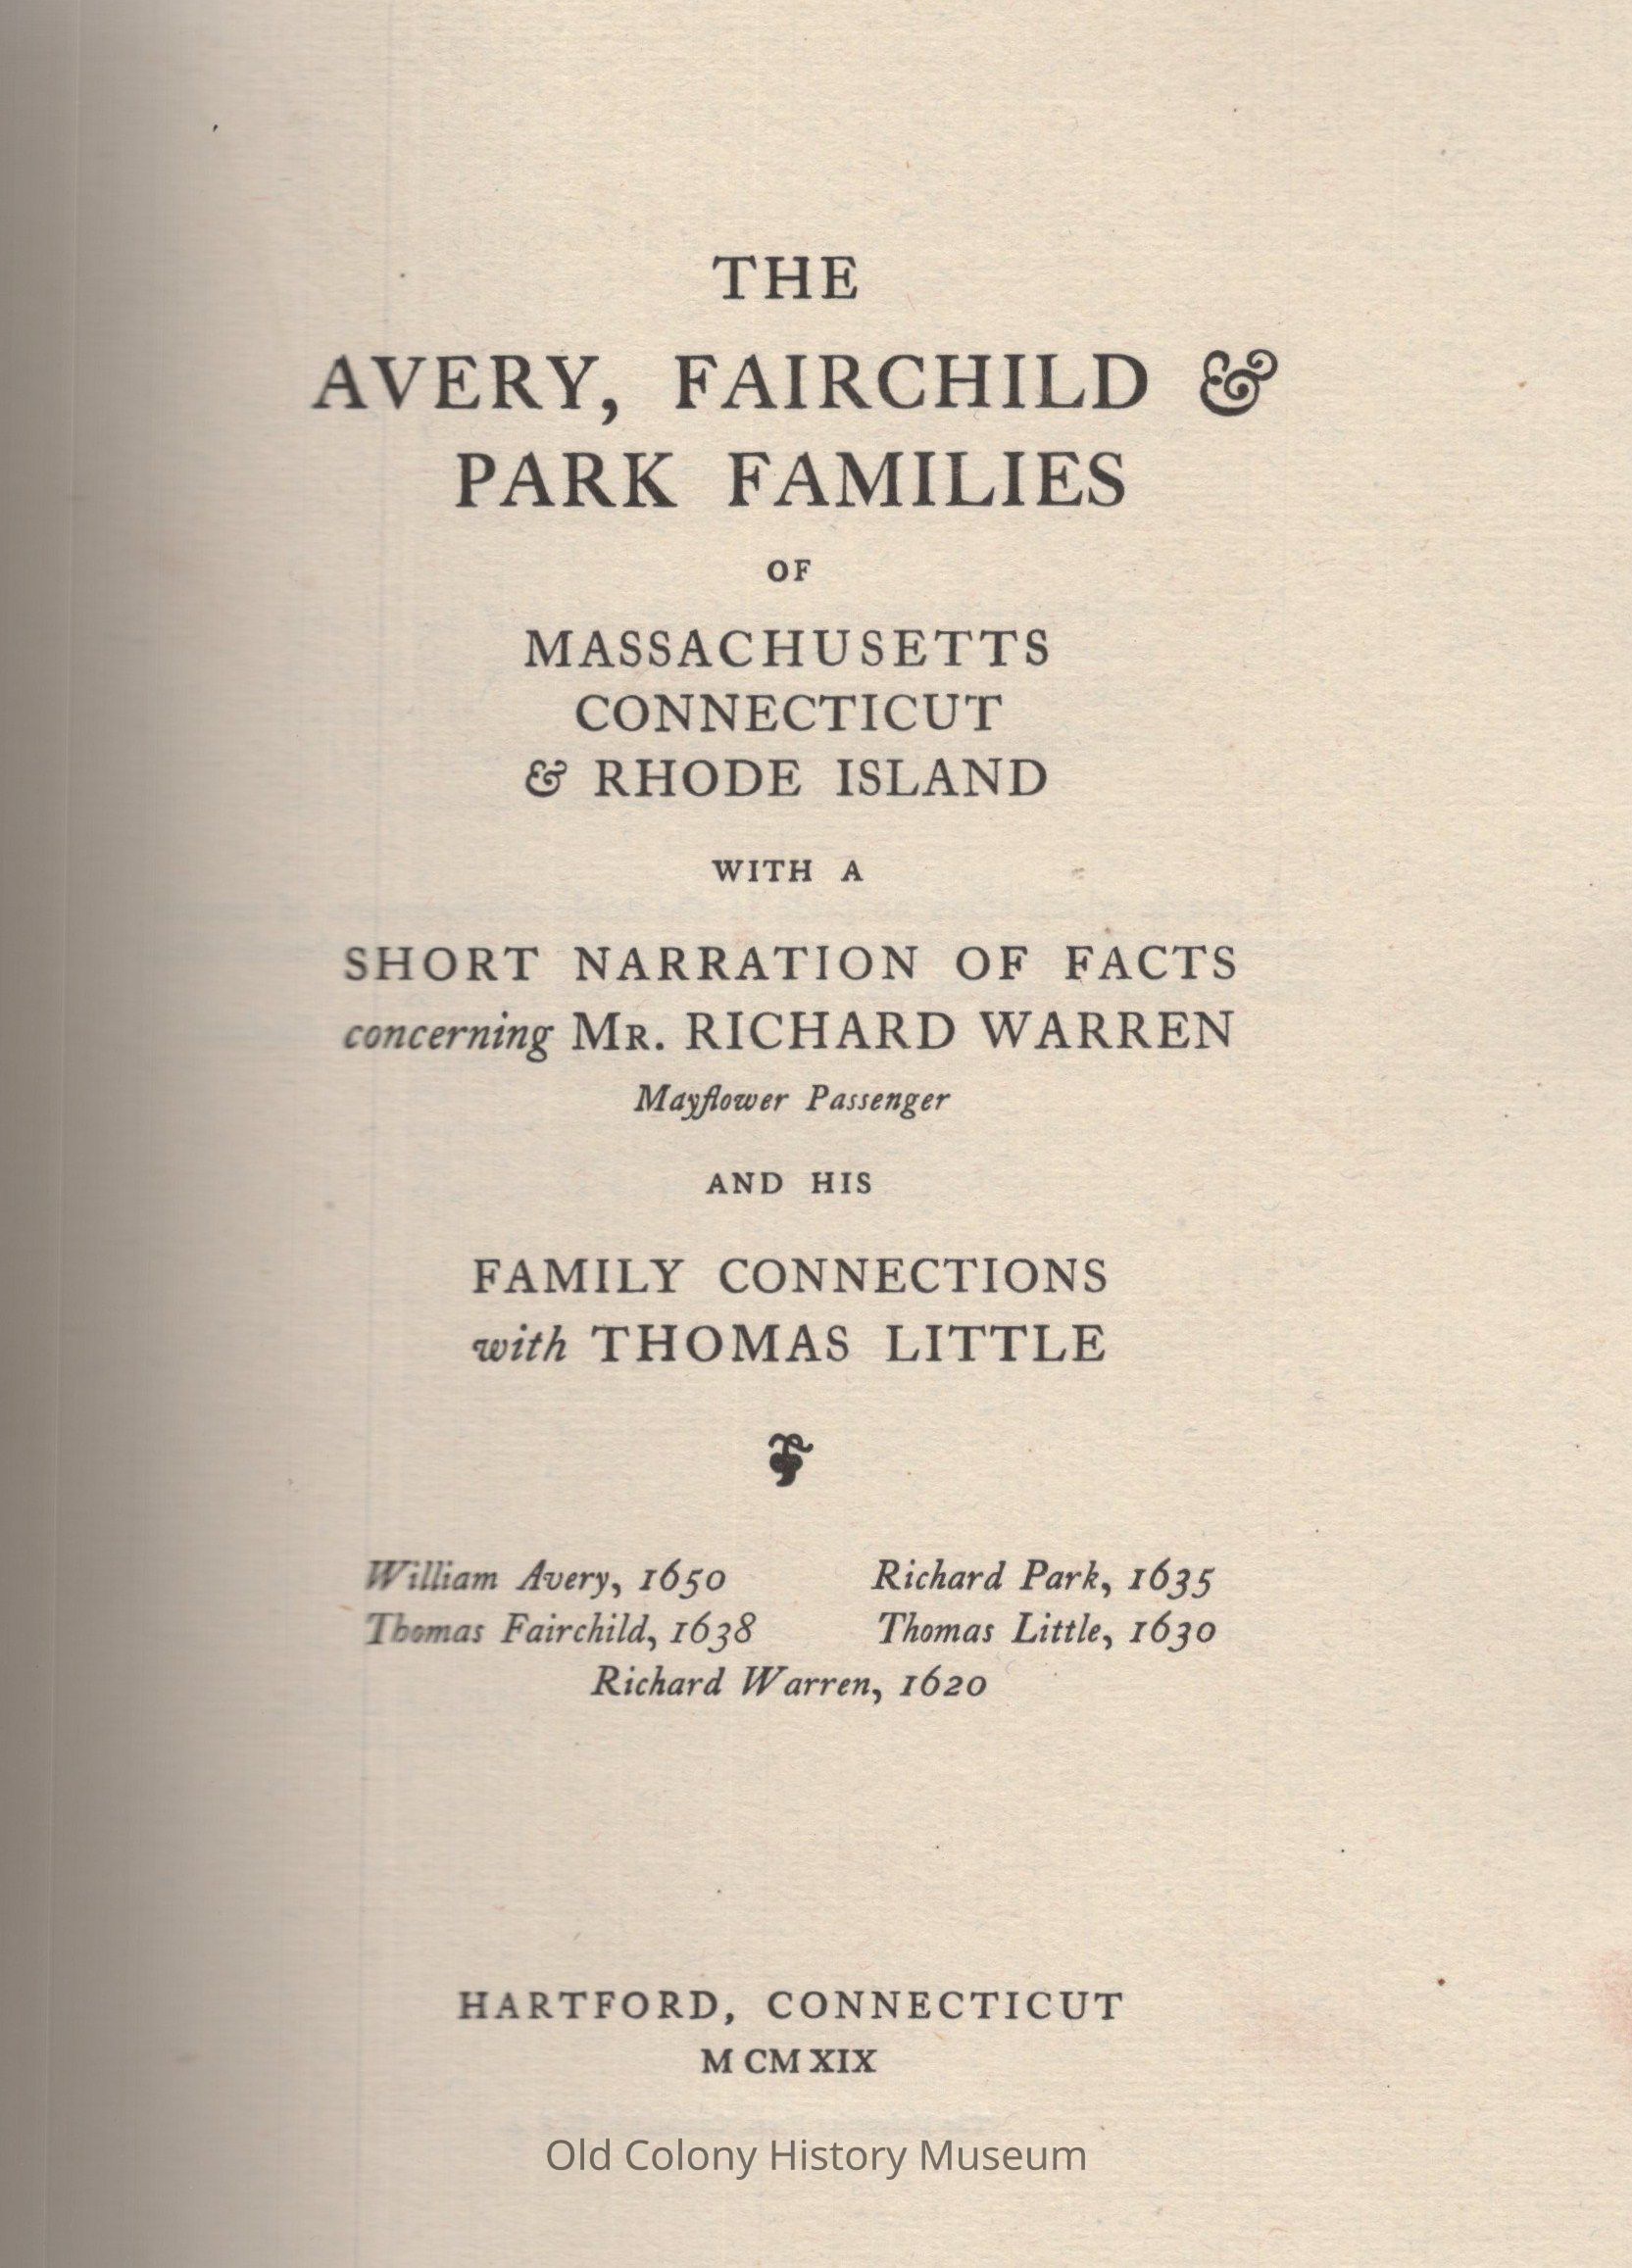 THE
AVERY, FAIRCHILD &
PARK FAMILIES
OF
MASSACHUSETTS
CONNECTICUT
& RHODE ISLAND
WITH A
SHORT NARRATION OF FACTS
concerning MR. RICHARD WARREN
Mayflower Passenger
AND HIS
FAMILY CONNECTIONS
with THOMAS LITTLE
William Avery, 1650 Richard Park, 1635
Thomas Fairchild, 1638 Thomas Little, 1630
Richard Warren, 1620
HARTFORD, CONNECTICUT
M CM XIX
Old Colony History Museum